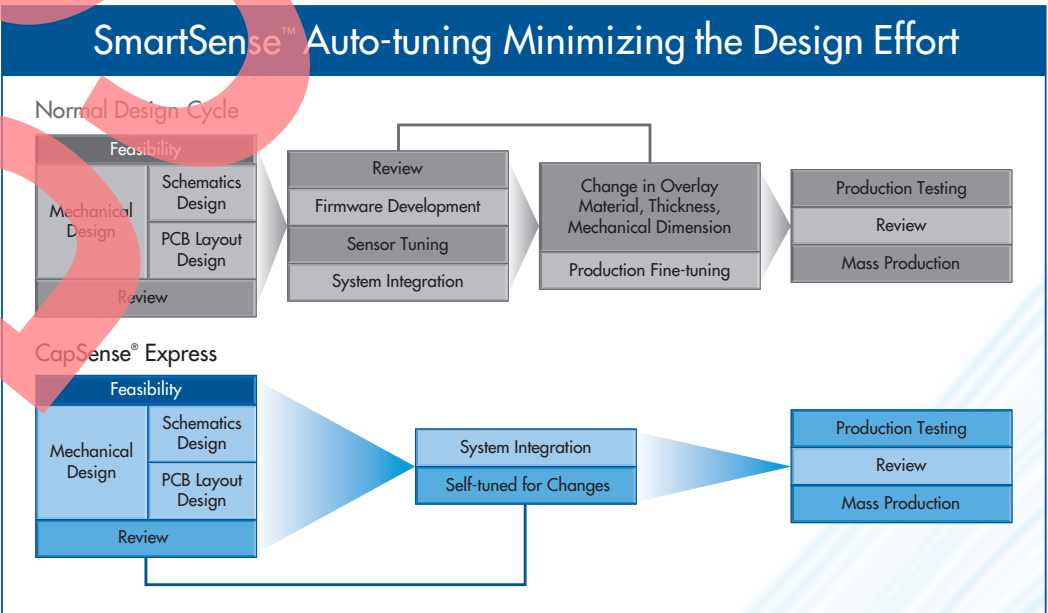 SmartSense™ Auto-tuning Minimizing the Design Effort
Normal Design Cycle
Feasibility
Mechanical
Design
Schematics
Design
PCB Layout
Design
Review
Review
Firmware Development
Sensor Tuning
System Integration
Change in Overlay
Material, Thickness,
Mechanical Dimension
Production Fine-tuning
Production Testing
Review
Mass Production
CapSense® Express
Feasibility
Mechanical
Design
Schematics
Design
PCB Layout
Design
Review
System Integration
Self-tuned for Changes
Production Testing
Review
Mass Production